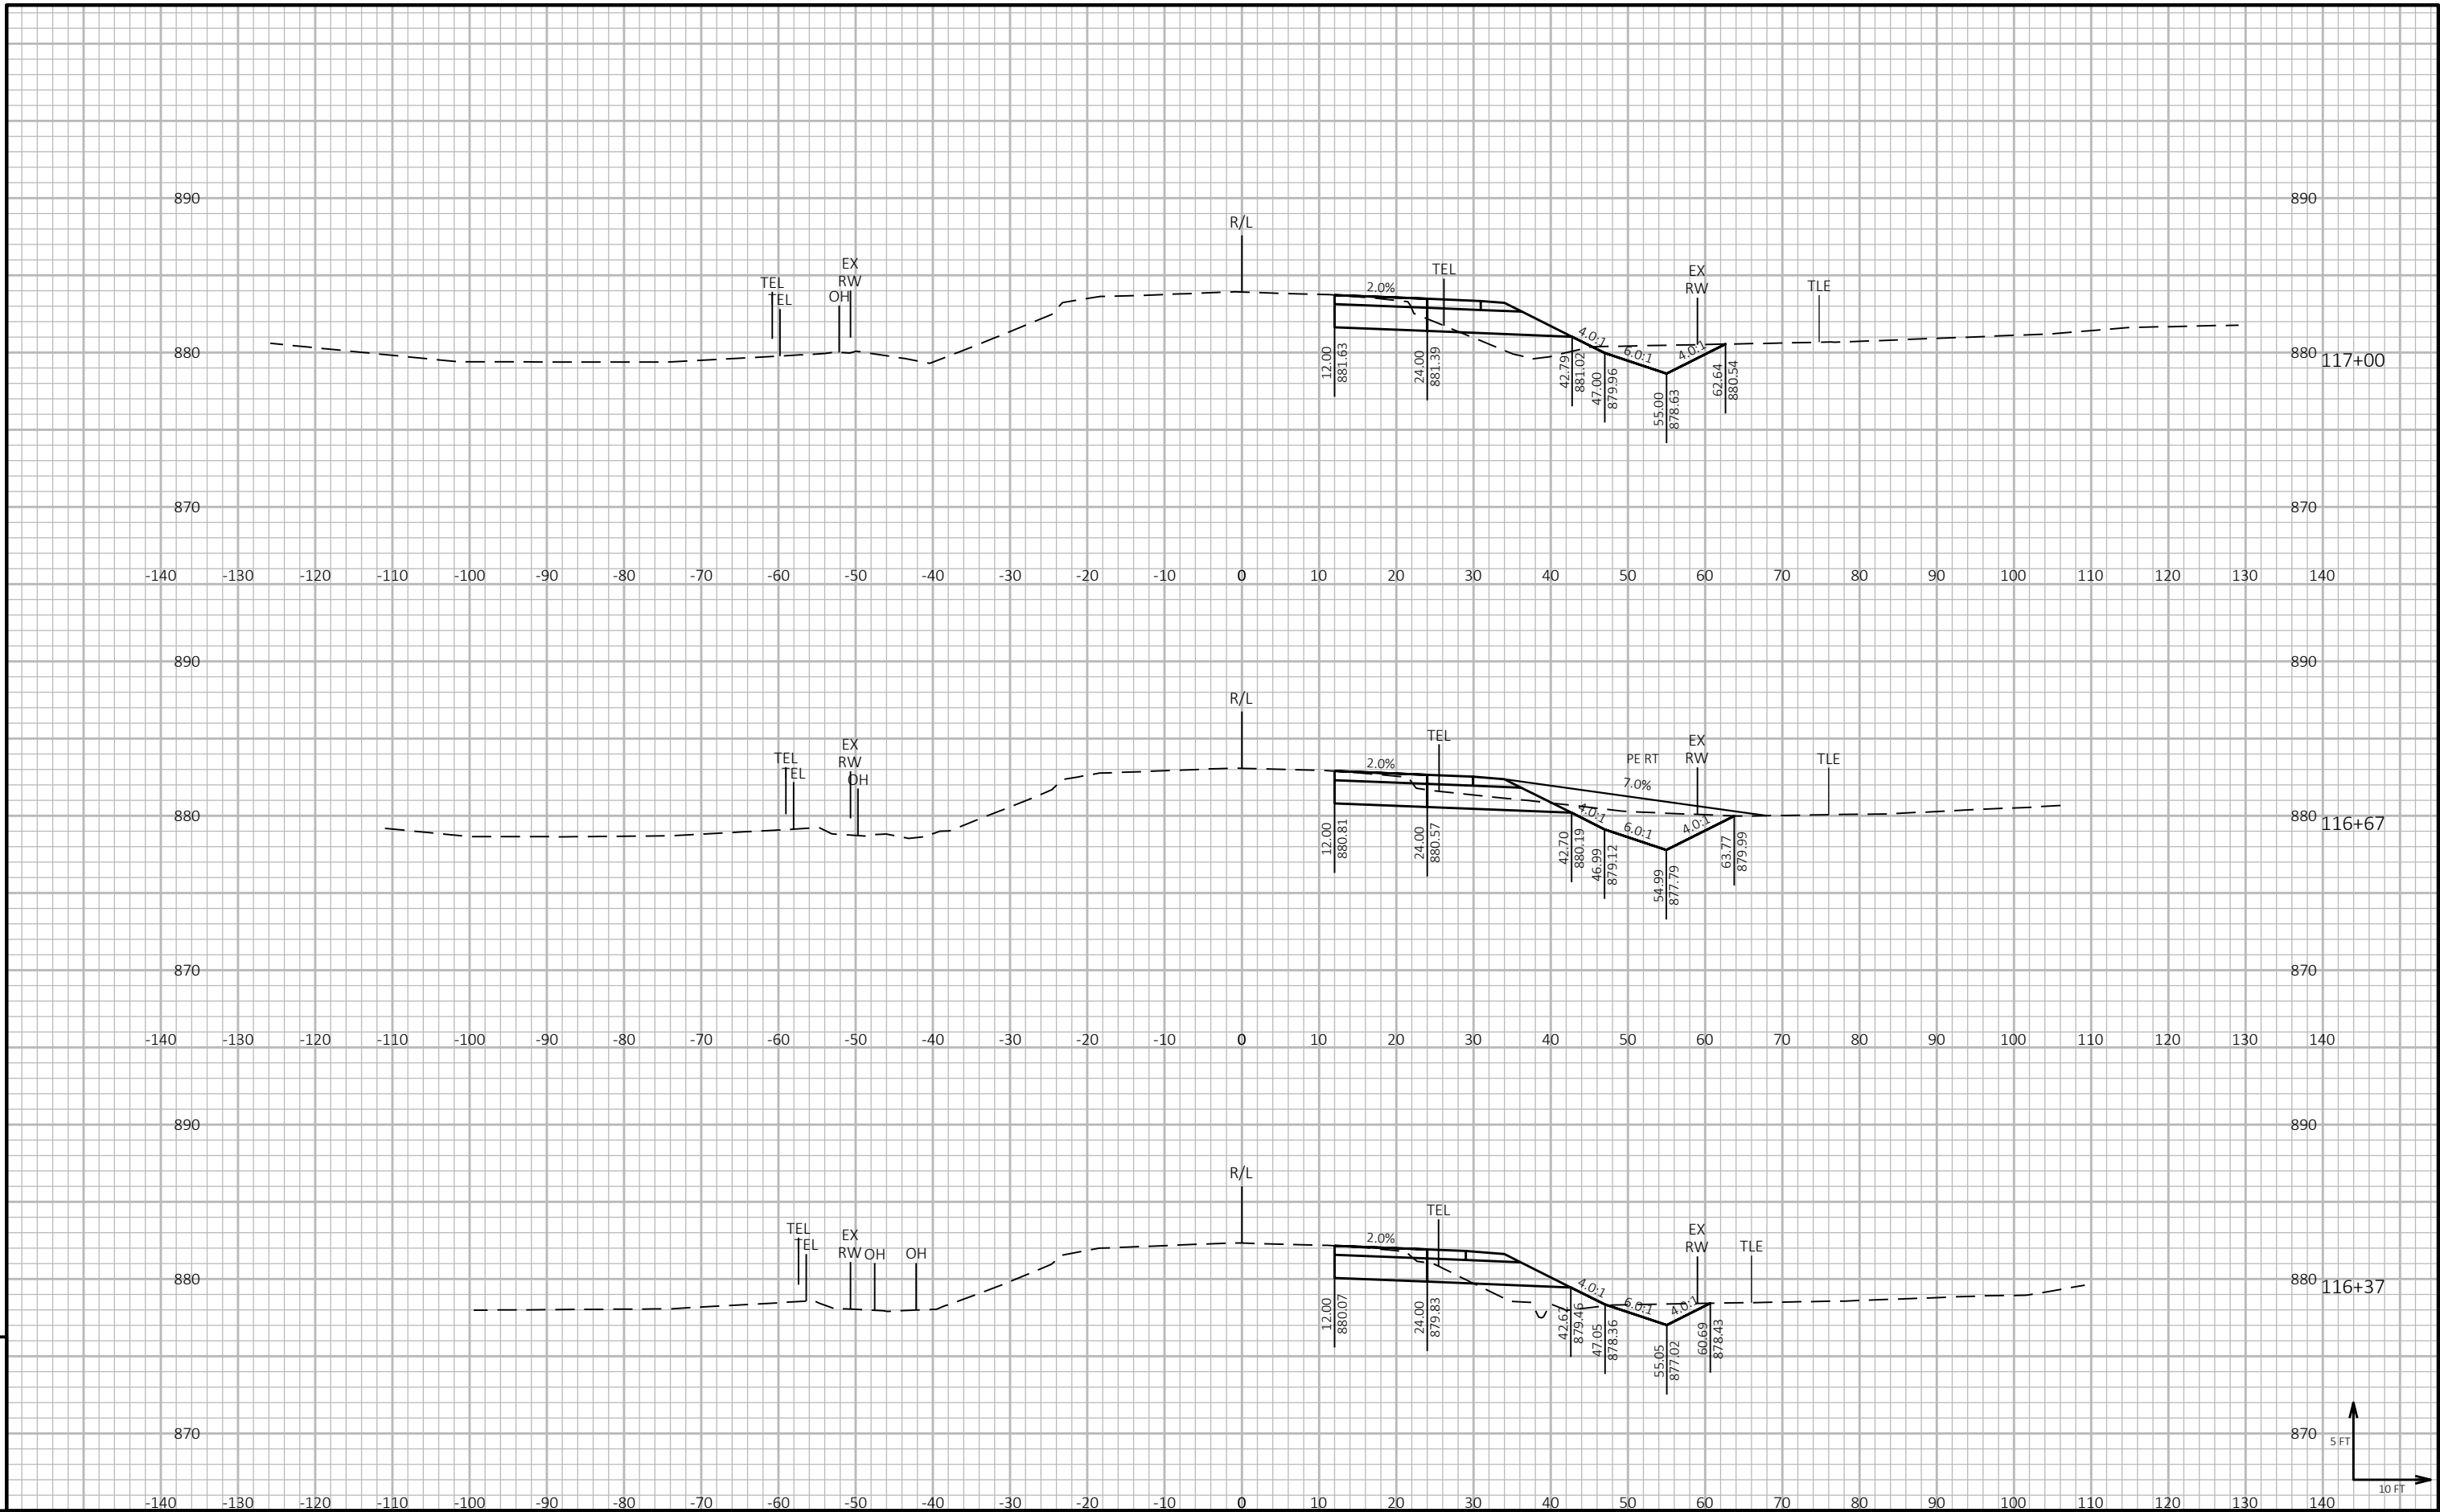 890 890
R/L
EX EX
TEL RW TEL RW TLE
TEL OH 2.0%
4.0:1 6.0:1 4.0:1
880 880 117+00
12.00 881.63 24.00 881.39 42.79 881.02 47.00 879.96 55.00 878.63 62.64 880.54
870 870
-140 -130 -120 -110 -100 -90 -80 -70 -60 -50 -40 -30 -20 -10 0 10 20 30 40 50 60 70 80 90 100 110 120 130 140
890 890
R/L
EX TEL EX
TEL RW PE RT RW TLE
TEL OH 2.0% 7.0%
4.0:1 6.0:1 4.0:1
880 880 116+67
12.00 880.81 24.00 880.57 42.70 880.19 46.99 879.12 54.99 877.79 63.77 879.99
870 870
-140 -130 -120 -110 -100 -90 -80 -70 -60 -50 -40 -30 -20 -10 0 10 20 30 40 50 60 70 80 90 100 110 120 130 140
890 890
R/L
TEL EX TEL EX
TEL RW OH OH 2.0% RW TLE
4.0:1 6.0:1 4.0:1
880 880 116+37
12.00 880.07 24.00 879.83 42.62 879.46 47.05 878.36 55.05 877.02 60.69 878.43
870 870
5 FT
10 FT
-140 -130 -120 -110 -100 -90 -80 -70 -60 -50 -40 -30 -20 -10 0 10 20 30 40 50 60 70 80 90 100 110 120 130 140